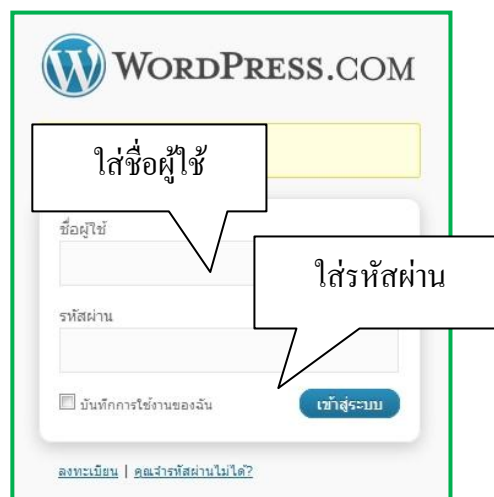 WORDPRESS.COM
ใส่ชื่อผู้ใช้
ชื่อผู้ใช้
ใส่รหัสผ่าน
รหัสผ่าน
บันทึกการใช้งานของฉัน
เข้าสู่ระบบ
ลงทะเบียน | คุณจำรหัสผ่านไม่ได้?